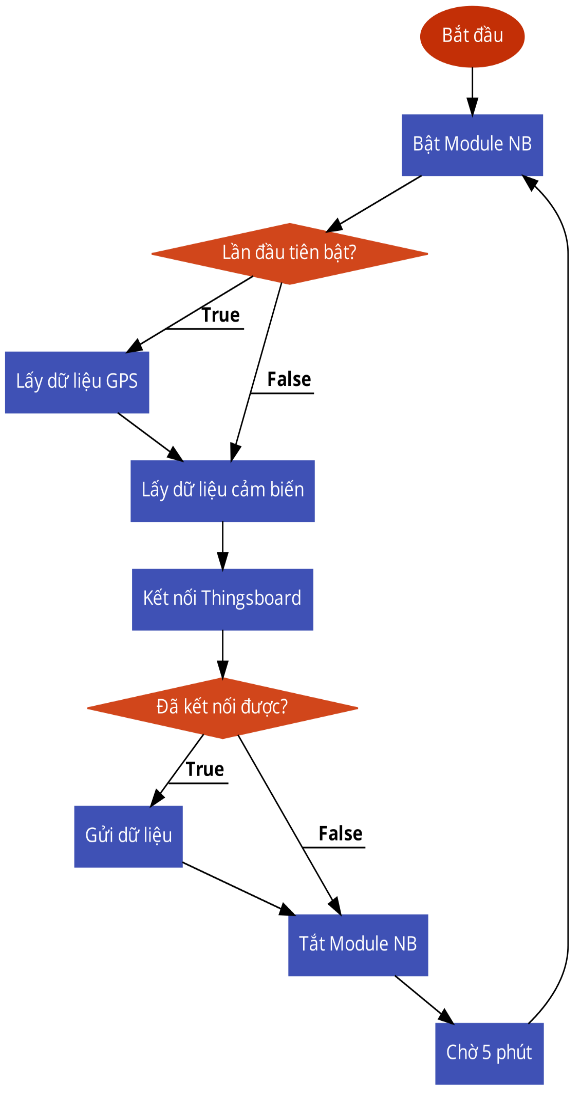 Bắt đầu
Bật Module NB
Lần đầu tiên bật?
True
Lấy dữ liệu GPS
False
Lấy dữ liệu cảm biến
Kết nối Thingsboard
Đã kết nối được?
True
Gửi dữ liệu
False
Tắt Module NB
Chờ 5 phút